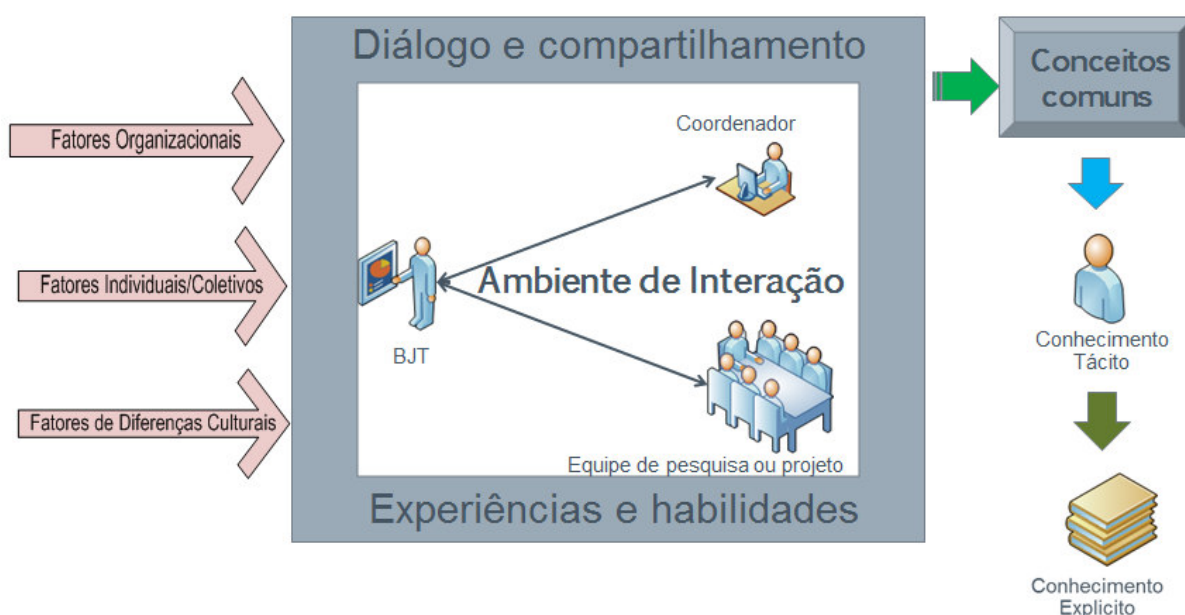 Diálogo e compartilhamento
Conceitos
comuns
Coordenador
Fatores Organizacionais
Ambiente de Interação
Fatores Individuais/Coletivos
BJT
Conhecimento
Tácito
Fatores de Diferenças Culturais
Equipe de pesquisa ou projeto
Experiências e habilidades
Conhecimento
Explicito